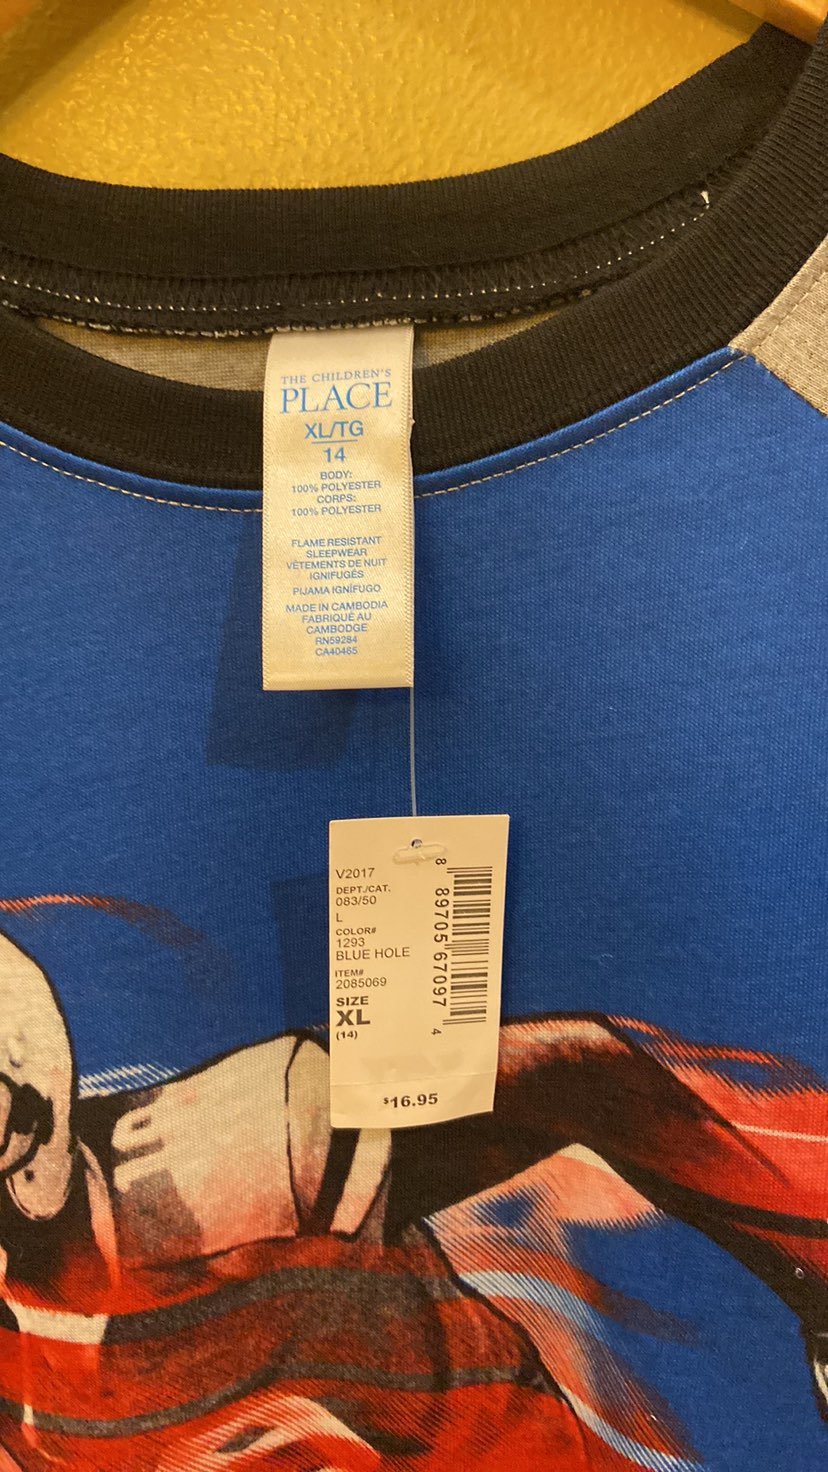 THE CHILDREN'S
PLACE
XL/TG
14
BODY:
100% POLYESTER
CORPS:
100% POLYESTER
FLAME RESISTANT
SLEEPWEAR
VÊTEMENTS DE NUIT
IGNIFUGÉS
PIJAMA IGNÍFUGO
MADE IN CAMBODIA
FABRIQUÉ AU
CAMBODGE
RN59284
CA40465
V2017
DEPT./CAT.
083/50
L
COLOR#
1293
BLUE HOLE
ITEM#
2085069
SIZE
XL
(14)
$16.95
8 89705 67097 4